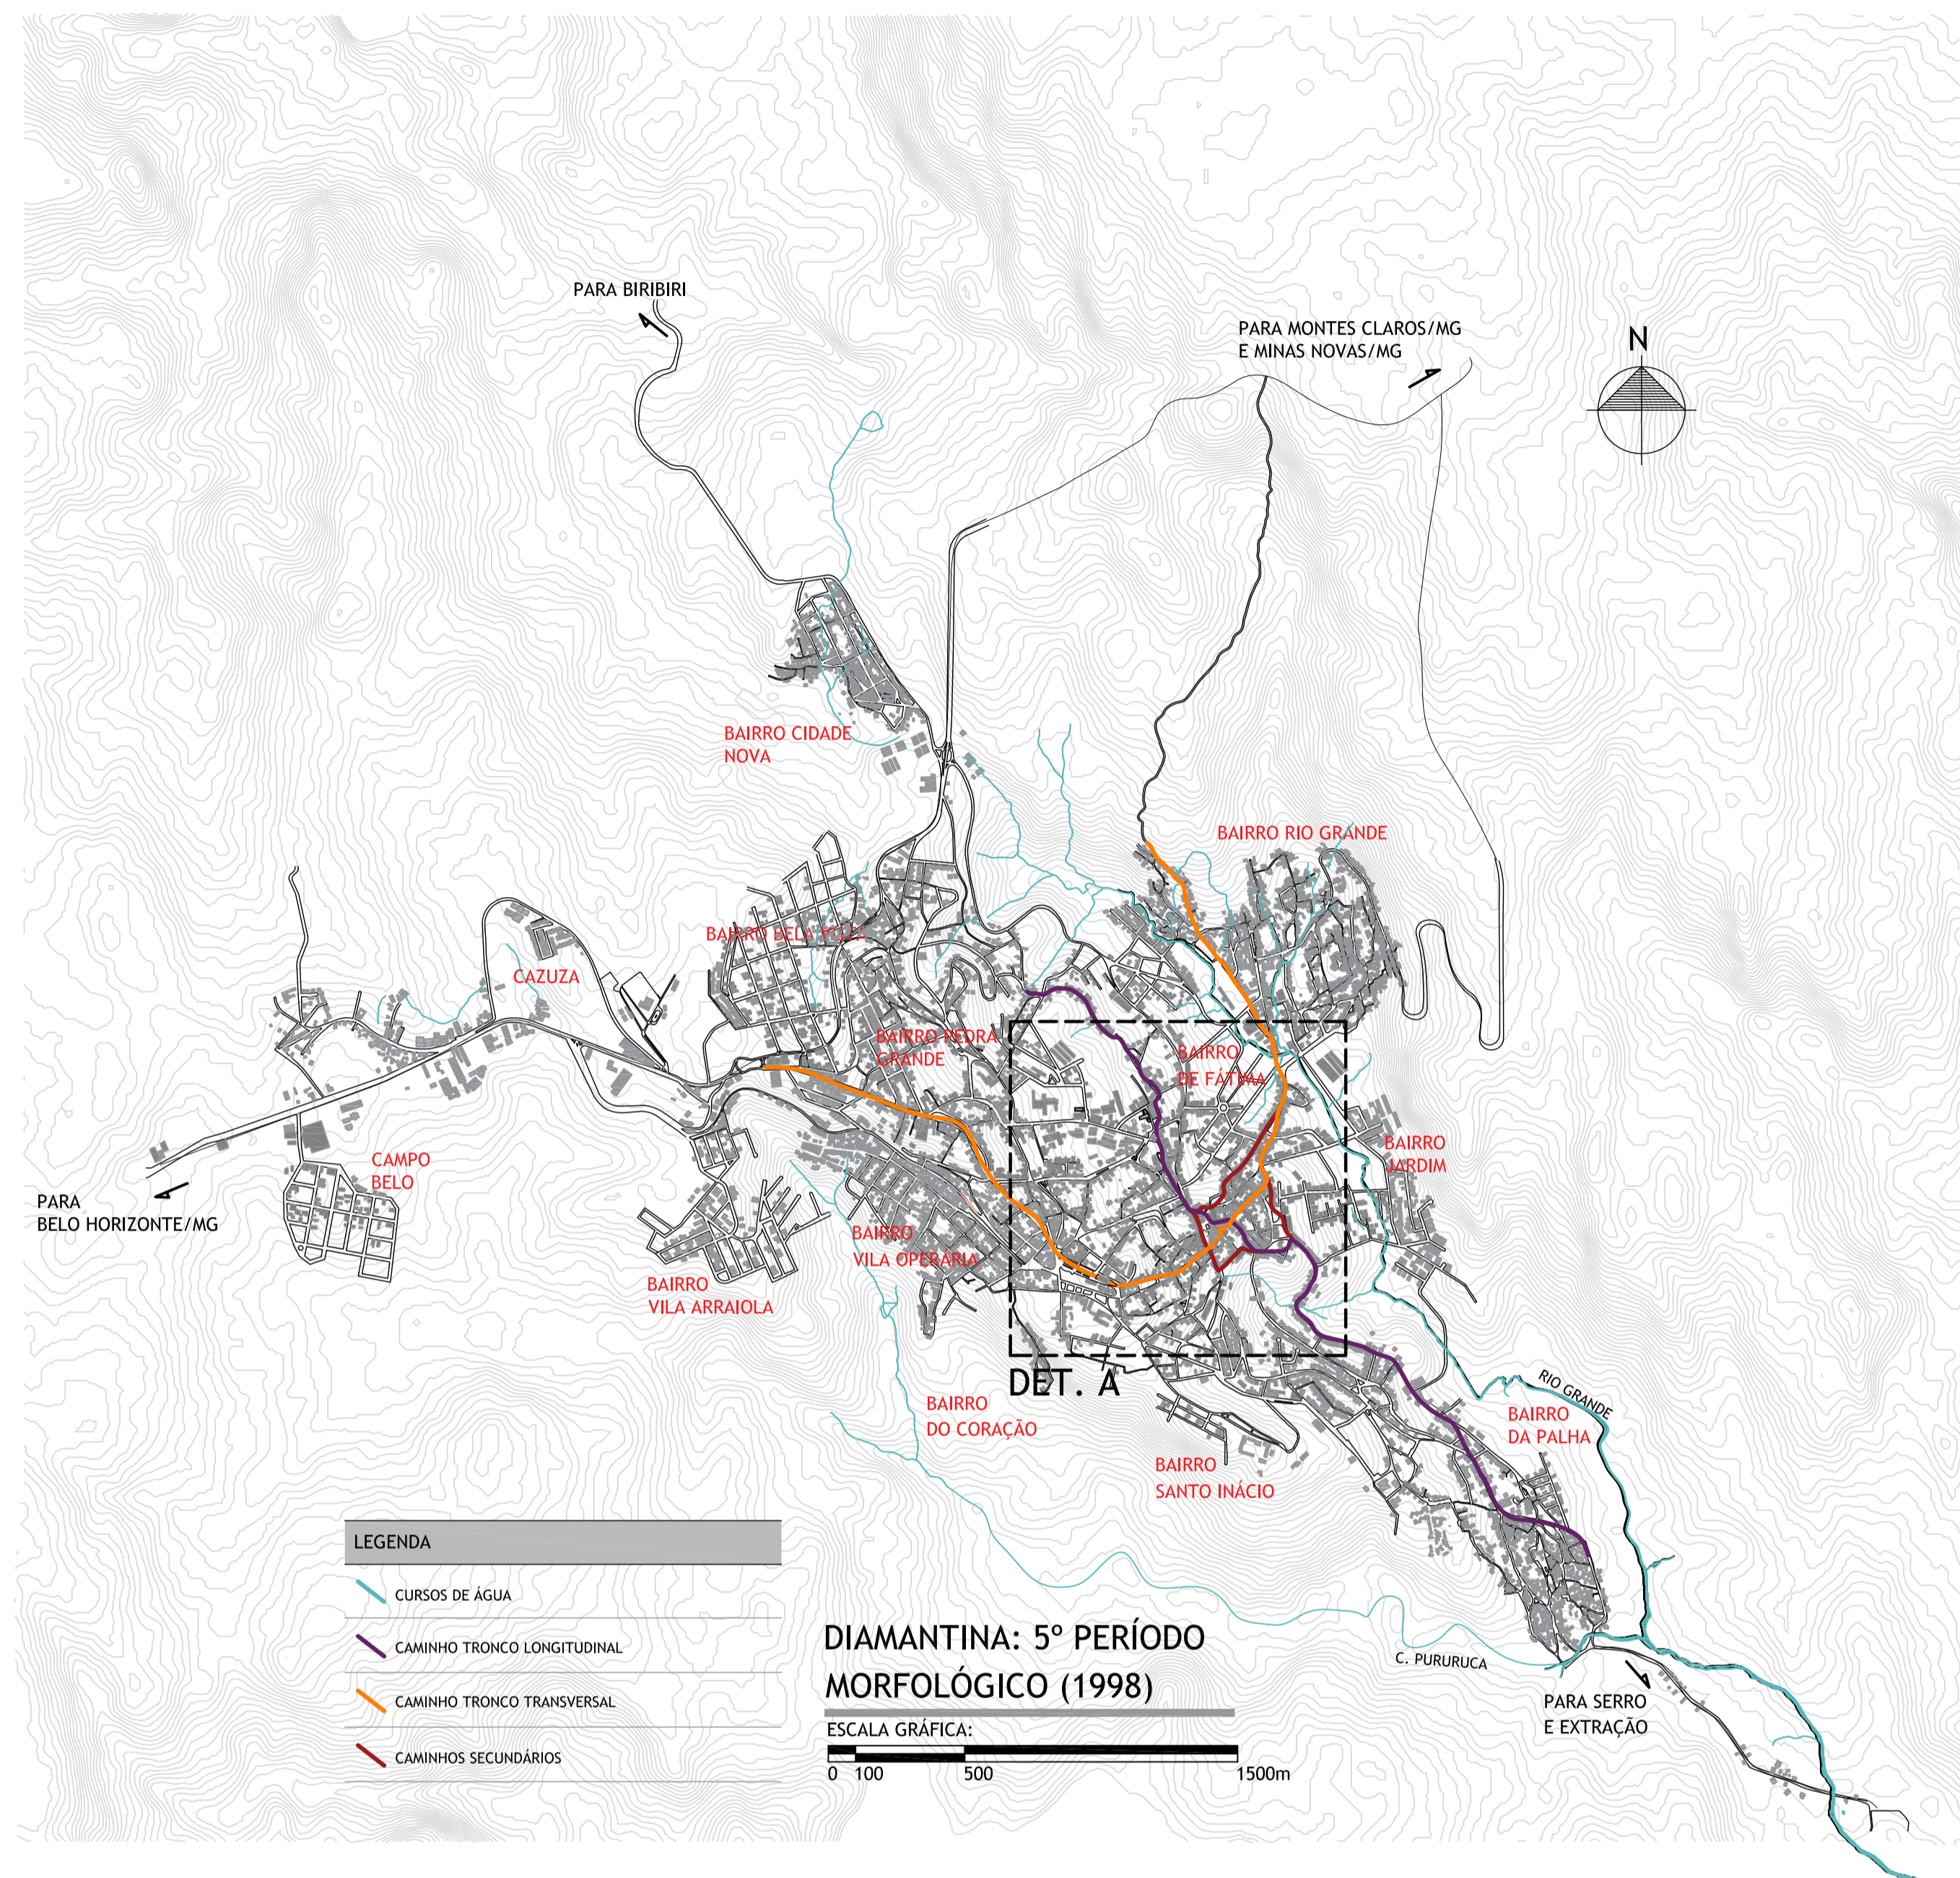 PARA BIRIBIRI
PARA MONTES CLAROS/MG
E MINAS NOVAS/MG
N
BAIRRO CIDADE
NOVA
BAIRRO RIO GRANDE
BAIRRO BELA VISTA
CAZUZA
BAIRRO PEDRA
GRANDE
BAIRRO
DE FÁTIMA
BAIRRO
JARDIM
CAMPO
BELO
PARA
BELO HORIZONTE/MG
BAIRRO
VILA OPERÁRIA
BAIRRO
VILA ARRAIOLA
DET. A
RIO GRANDE
BAIRRO
DO CORAÇÃO
BAIRRO
DA PALHA
BAIRRO
SANTO INÁCIO
LEGENDA
CURSOS DE ÁGUA
CAMINHO TRONCO LONGITUDINAL
CAMINHO TRONCO TRANSVERSAL
CAMINHOS SECUNDÁRIOS
DIAMANTINA: 5º PERÍODO
MORFOLÓGICO (1998)
ESCALA GRÁFICA:
0 100 500 1500m
C. PURURUCA
PARA SERRO
E EXTRAÇÃO